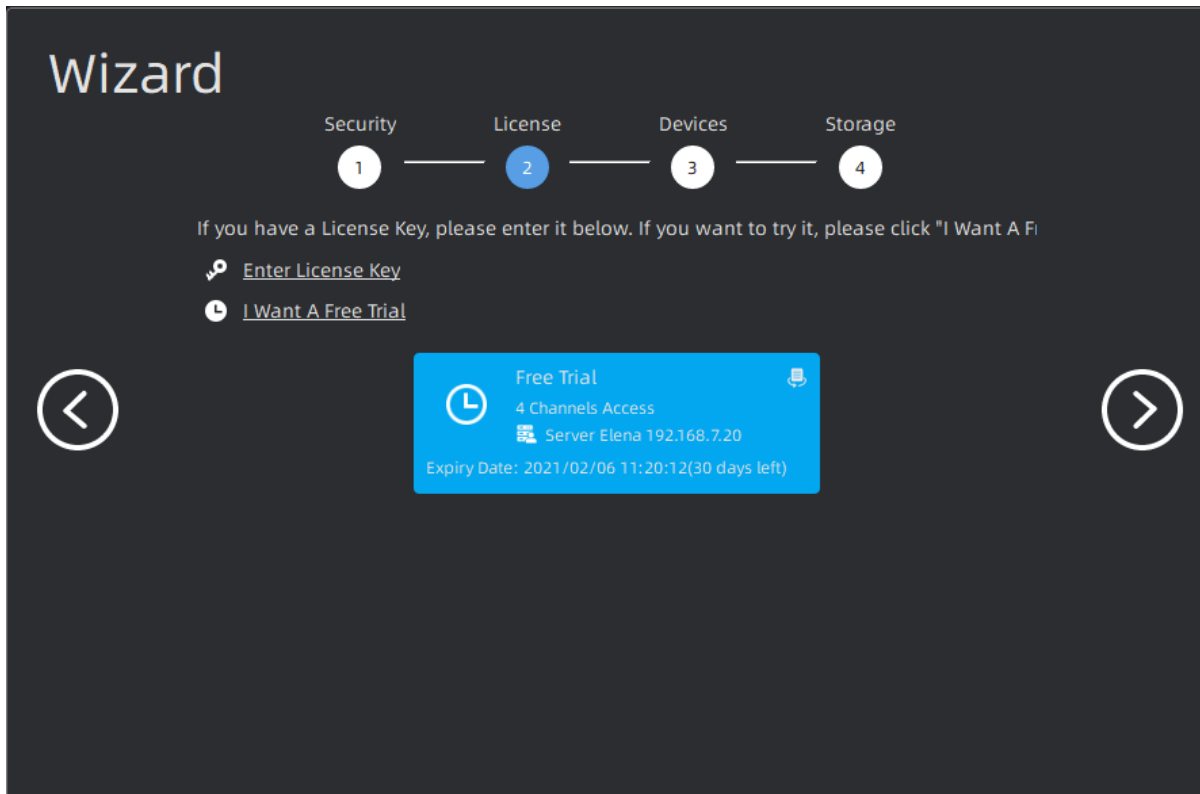 Wizard
Security License Devices Storage
1 2 3 4
If you have a License Key, please enter it below. If you want to try it, please click "I Want A
Enter License Key
I Want A Free Trial
Free Trial
4 Channels Access
Server Elena 192.168.7.20
Expiry Date: 2021/02/06 11:20:12(30 days left)